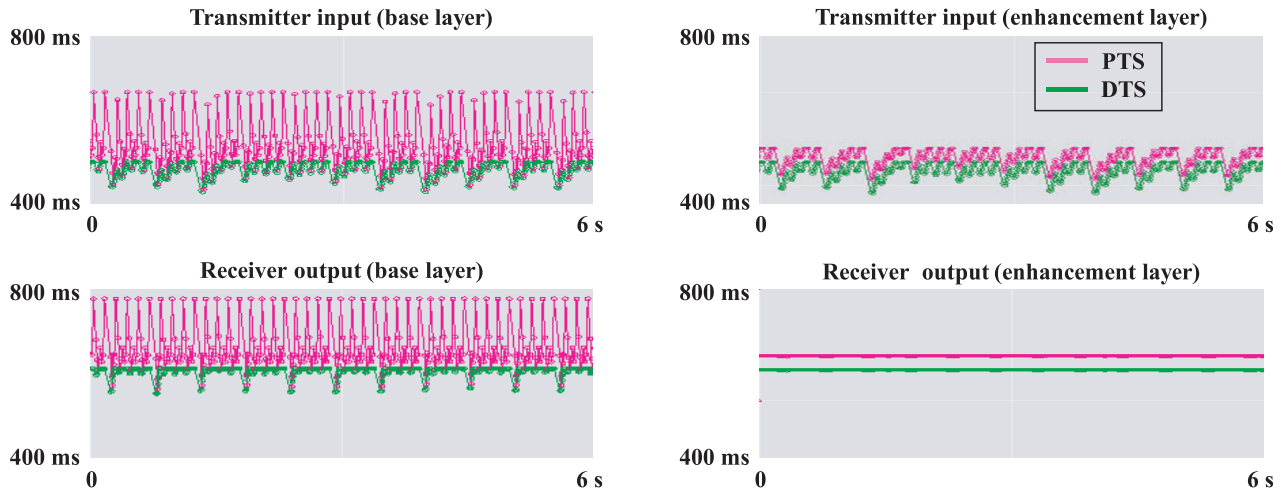 Transmitter input (base layer)
800 ms
400 ms
0
6 s
Transmitter input (enhancement layer)
800 ms
PTS
DTS
400 ms
0
6 s
Receiver output (base layer)
800 ms
400 ms
0
6 s
Receiver output (enhancement layer)
800 ms
400 ms
0
6 s